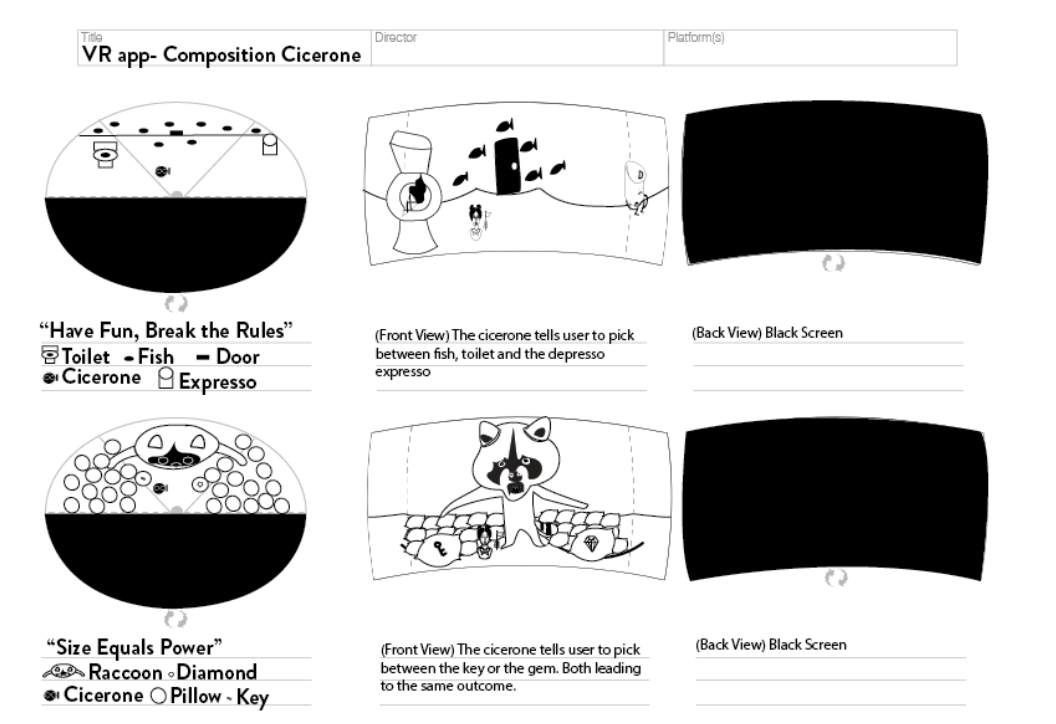 Title
VR app- Composition Cicerone
Director
Platform(s)
“Have Fun, Break the Rules”
Toilet Fish Door
Cicerone Expresso
(Front View) The cicerone tells user to pick
between fish, toilet and the depresso
expresso
(Back View) Black Screen
“Size Equals Power”
Raccoon Diamond
Cicerone Pillow Key
(Front View) The cicerone tells user to pick
between the key or the gem. Both leading
to the same outcome.
(Back View) Black Screen